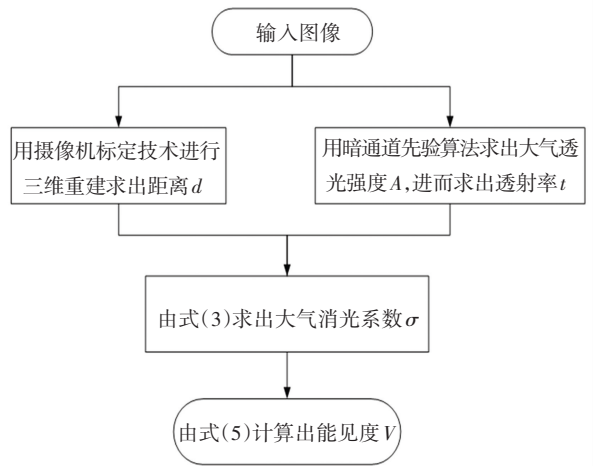 输入图像
用摄像机标定技术进行
三维重建求出距离d
用暗通道先验算法求出大气透
光强度A,进而求出透射率t
由式(3)求出大气消光系数σ
由式(5)计算出能见度V